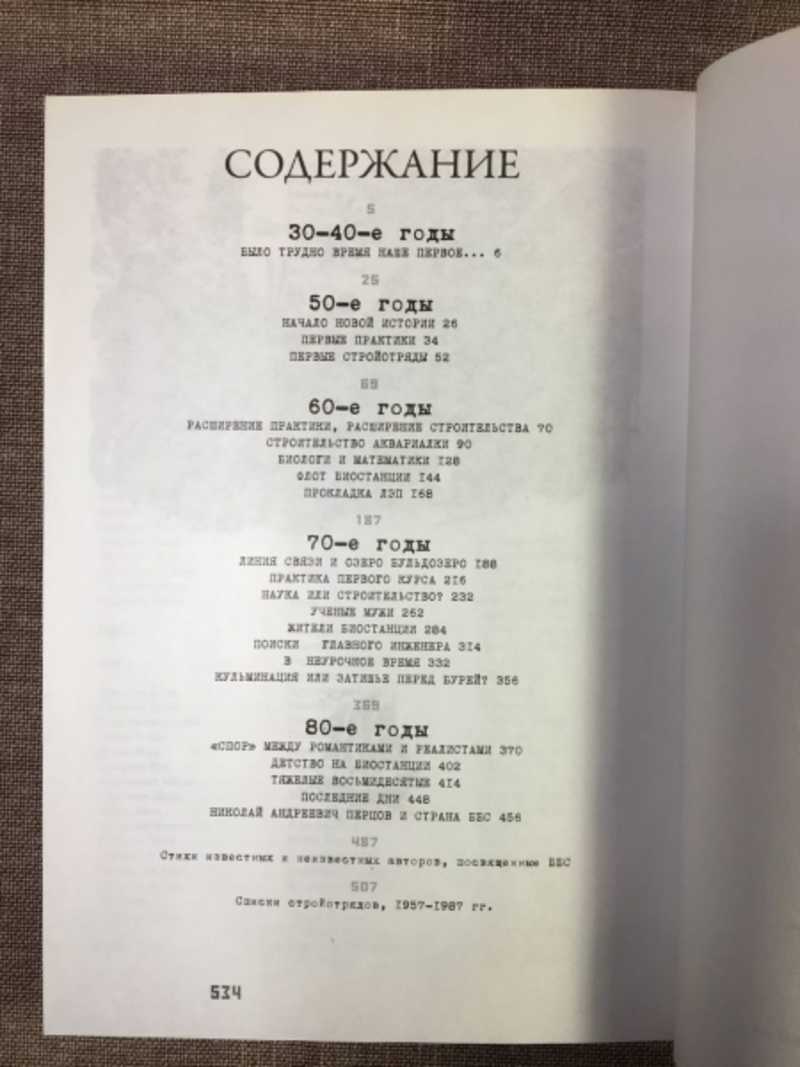 СОДЕРЖАНИЕ
5
30-40-е годы
БЫЛО ТРУДНО ВРЕМЯ НАШЕ ПЕРВОЕ... 6
25
50-е годы
НАЧАЛО НОВОЙ ИСТОРИИ 26
ПЕРВЫЕ ПРАКТИКИ 34
ПЕРВЫЕ СТРОЙОТРЯДЫ 52
69
60-е годы
РАСШИРЕНИЕ ПРАКТИКИ, РАСШИРЕНИЕ СТРОИТЕЛЬСТВА 70
СТРОИТЕЛЬСТВО АКВАРИАЛКИ 90
БИОЛОГИ И МАТЕМАТИКИ 128
ФЛОТ БИОСТАНЦИИ 144
ПРОКЛАДКА ЛЭП 168
187
70-е годы
ЛИНИЯ СВЯЗИ И ОЗЕРО БУЛЬДОЗЕРО 188
ПРАКТИКА ПЕРВОГО КУРСА 216
НАУКА ИЛИ СТРОИТЕЛЬСТВО? 232
УЧЕНЫЕ МУЖИ 262
ЖИТЕЛИ БИОСТАНЦИИ 284
ПОИСКИ ГЛАВНОГО ИНЖЕНЕРА 314
В НЕУРОЧНОЕ ВРЕМЯ 332
КУЛЬМИНАЦИЯ ИЛИ ЗАТИШЬЕ ПЕРЕД БУРЕЙ? 356
369
80-е годы
«СПОР» МЕЖДУ РОМАНТИКАМИ И РЕАЛИСТАМИ 370
ДЕТСТВО НА БИОСТАНЦИИ 402
ТЯЖЕЛЫЕ ВОСЬМИДЕСЯТЫЕ 414
ПОСЛЕДНИЕ ДНИ 448
НИКОЛАЙ АНДРЕЕВИЧ ПЕРЦОВ И СТРАНА ББС 456
487
Стихи известных и неизвестных авторов, посвященные ББС
507
Списки стройотрядов, 1957-1987 гг.
534